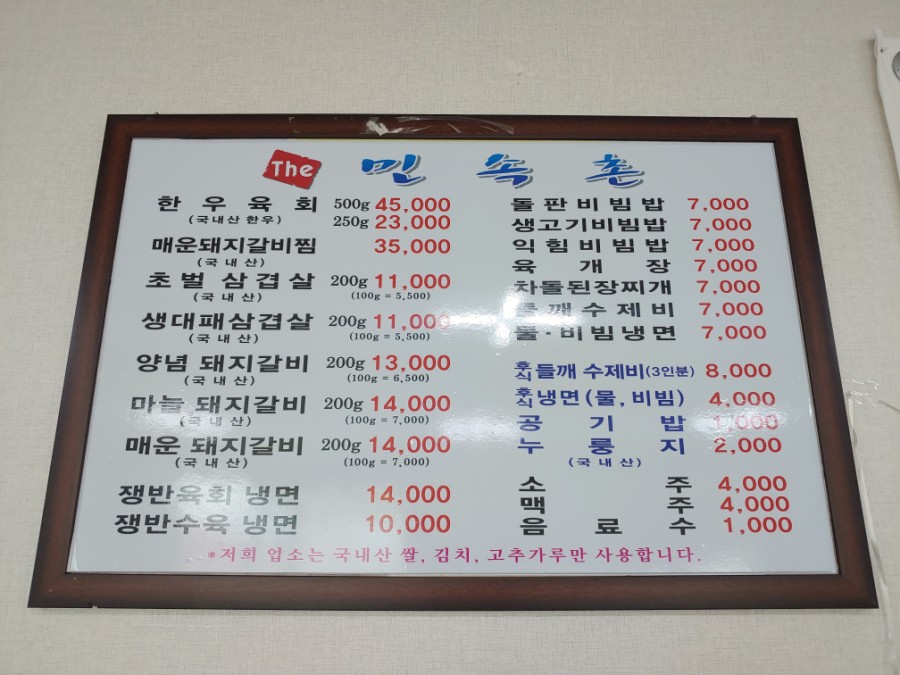 The 민속촌
한우육회 500g 45,000
(국내산 한우) 250g 23,000
매운돼지갈비찜 35,000
(국내산)
초벌 삼겹살 200g 11,000
(국내산) (100g = 5,500)
생대패삼겹살 200g 11,000
(국내산) (100g = 5,500)
양념 돼지갈비 200g 13,000
(국내산) (100g = 6,500)
마늘 돼지갈비 200g 14,000
(국내산) (100g = 7,000)
매운 돼지갈비 200g 14,000
(국내산) (100g = 7,000)
쟁반육회 냉면 14,000
쟁반수육 냉면 10,000
돌판비빔밥 7,000
생고기비빔밥 7,000
익힘비빔밥 7,000
육개장 7,000
차돌된장찌개 7,000
들깨수제비 7,000
물·비빔냉면 7,000
후식 들깨 수제비(3인분) 8,000
후식 냉면(물, 비빔) 4,000
공기밥 1,000
누룽지 2,000
(국내산)
소주 4,000
맥주 4,000
음료수 1,000
*저희 업소는 국내산 쌀, 김치, 고추가루만 사용합니다.